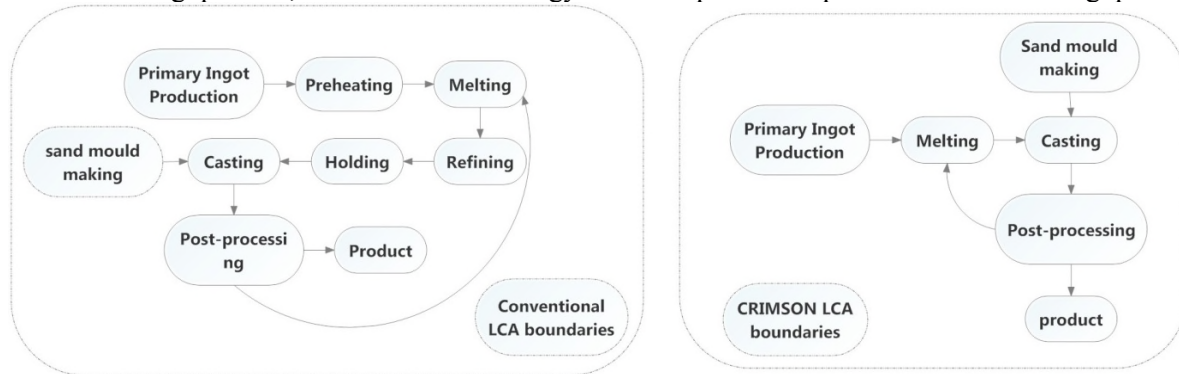 Primary Ingot
Production
Preheating
Melting
sand mould
making
Casting
Holding
Refining
Post-processi
ng
Product
Conventional
LCA boundaries
Sand mould
making
Primary Ingot
Production
Melting
Casting
Post-processing
CRIMSON LCA
boundaries
product